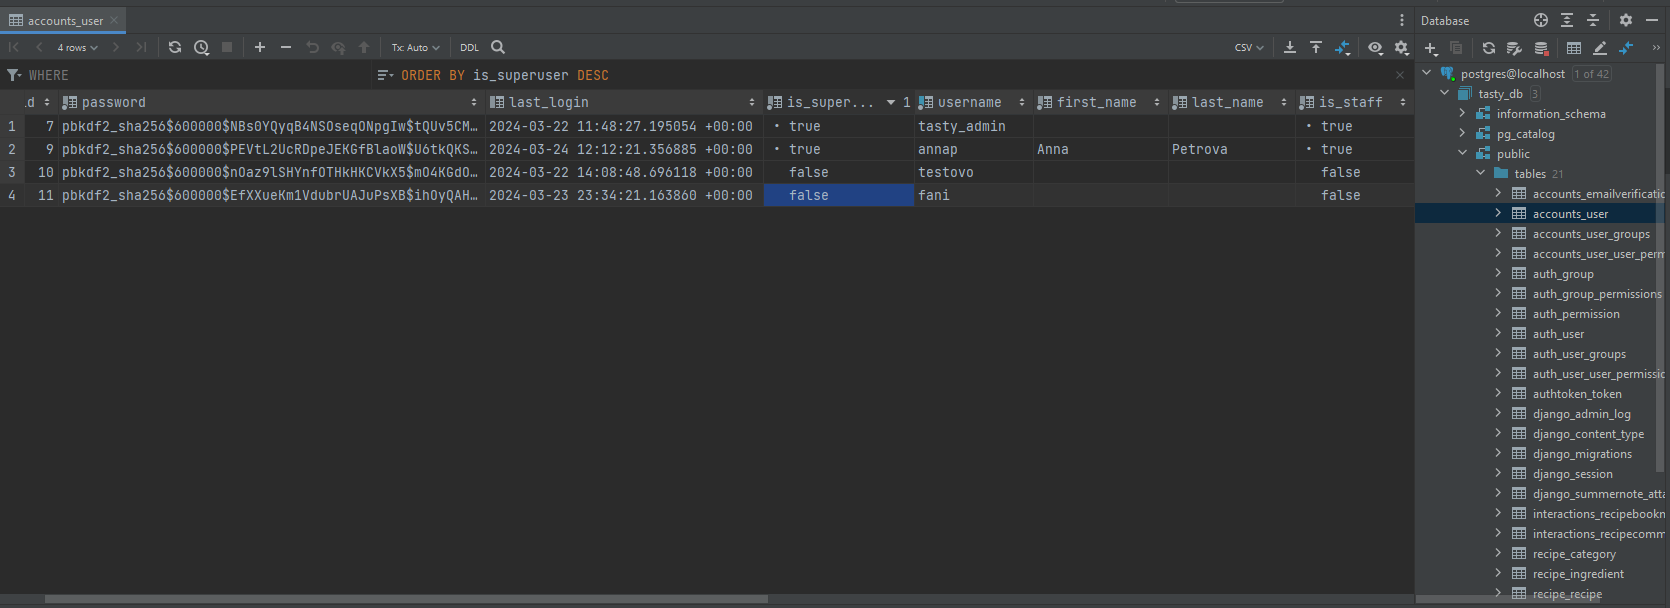 accounts_user
Database
4 rows
Tx: Auto
DDL
CSV
WHERE
ORDER BY is_superuser DESC
id password last_login is_super... 1 username first_name last_name is_staff
1 7 pbkdf2_sha256$600000$NBs0YQyqB4NSOseqONpgIw$tQUv5CM… 2024-03-22 11:48:27.195054 +00:00 true tasty_admin true
2 9 pbkdf2_sha256$600000$PEVtL2UcRDpeJEKGfBlaoW$U6tkQKS… 2024-03-24 12:12:21.356885 +00:00 true annap Anna Petrova true
3 10 pbkdf2_sha256$600000$nOaz9lSHYnfOTHkHKCVkX5$mO4KGdO… 2024-03-22 14:08:48.696118 +00:00 false testovo false
4 11 pbkdf2_sha256$600000$EfXXueKm1VdubrUAJuPsXB$ihOyQAH… 2024-03-23 23:34:21.163860 +00:00 false fani false
postgres@localhost 1 of 42
tasty_db 3
information_schema
pg_catalog
public
tables 21
accounts_emailverificatio
accounts_user
accounts_user_groups
accounts_user_user_perm
auth_group
auth_group_permissions
auth_permission
auth_user
auth_user_groups
auth_user_user_permissio
authtoken_token
django_admin_log
django_content_type
django_migrations
django_session
django_summernote_atta
interactions_recipebookm
interactions_recipecomm
recipe_category
recipe_ingredient
recipe_recipe